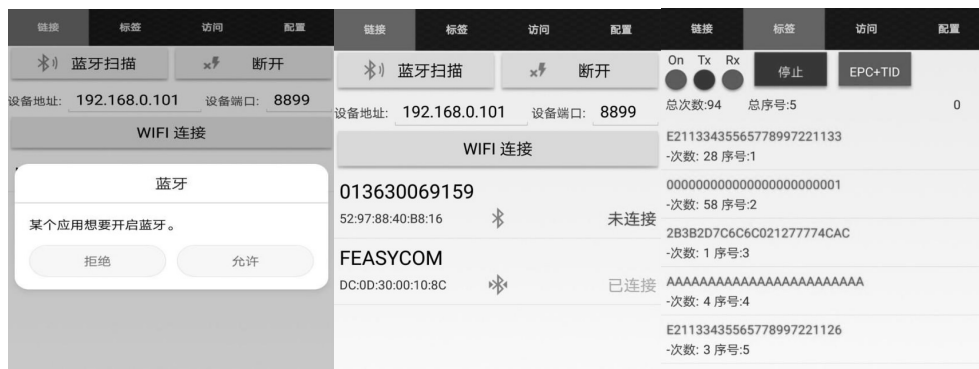 链接 标签 访问 配置
蓝牙扫描 断开
设备地址: 192.168.0.101 设备端口: 8899
WIFI 连接
蓝牙
某个应用想要开启蓝牙。
拒绝 允许
链接 标签 访问 配置
蓝牙扫描 断开
设备地址: 192.168.0.101 设备端口: 8899
WIFI 连接
013630069159
52:97:88:40:B8:16 未连接
FEASYCOM
DC:0D:30:00:10:8C 已连接
链接 标签 访问 配置
On Tx Rx 停止 EPC+TID
总次数:94 总序号:5 0
E21133435565778997221133
-次数: 28 序号:1
000000000000000000000001
-次数: 58 序号:2
2B3B2D7C6C6C021277774CAC
-次数: 1 序号:3
AAAAAAAAAAAAAAAAAAAAAAAA
-次数: 4 序号:4
E21133435565778997221126
-次数: 3 序号:5